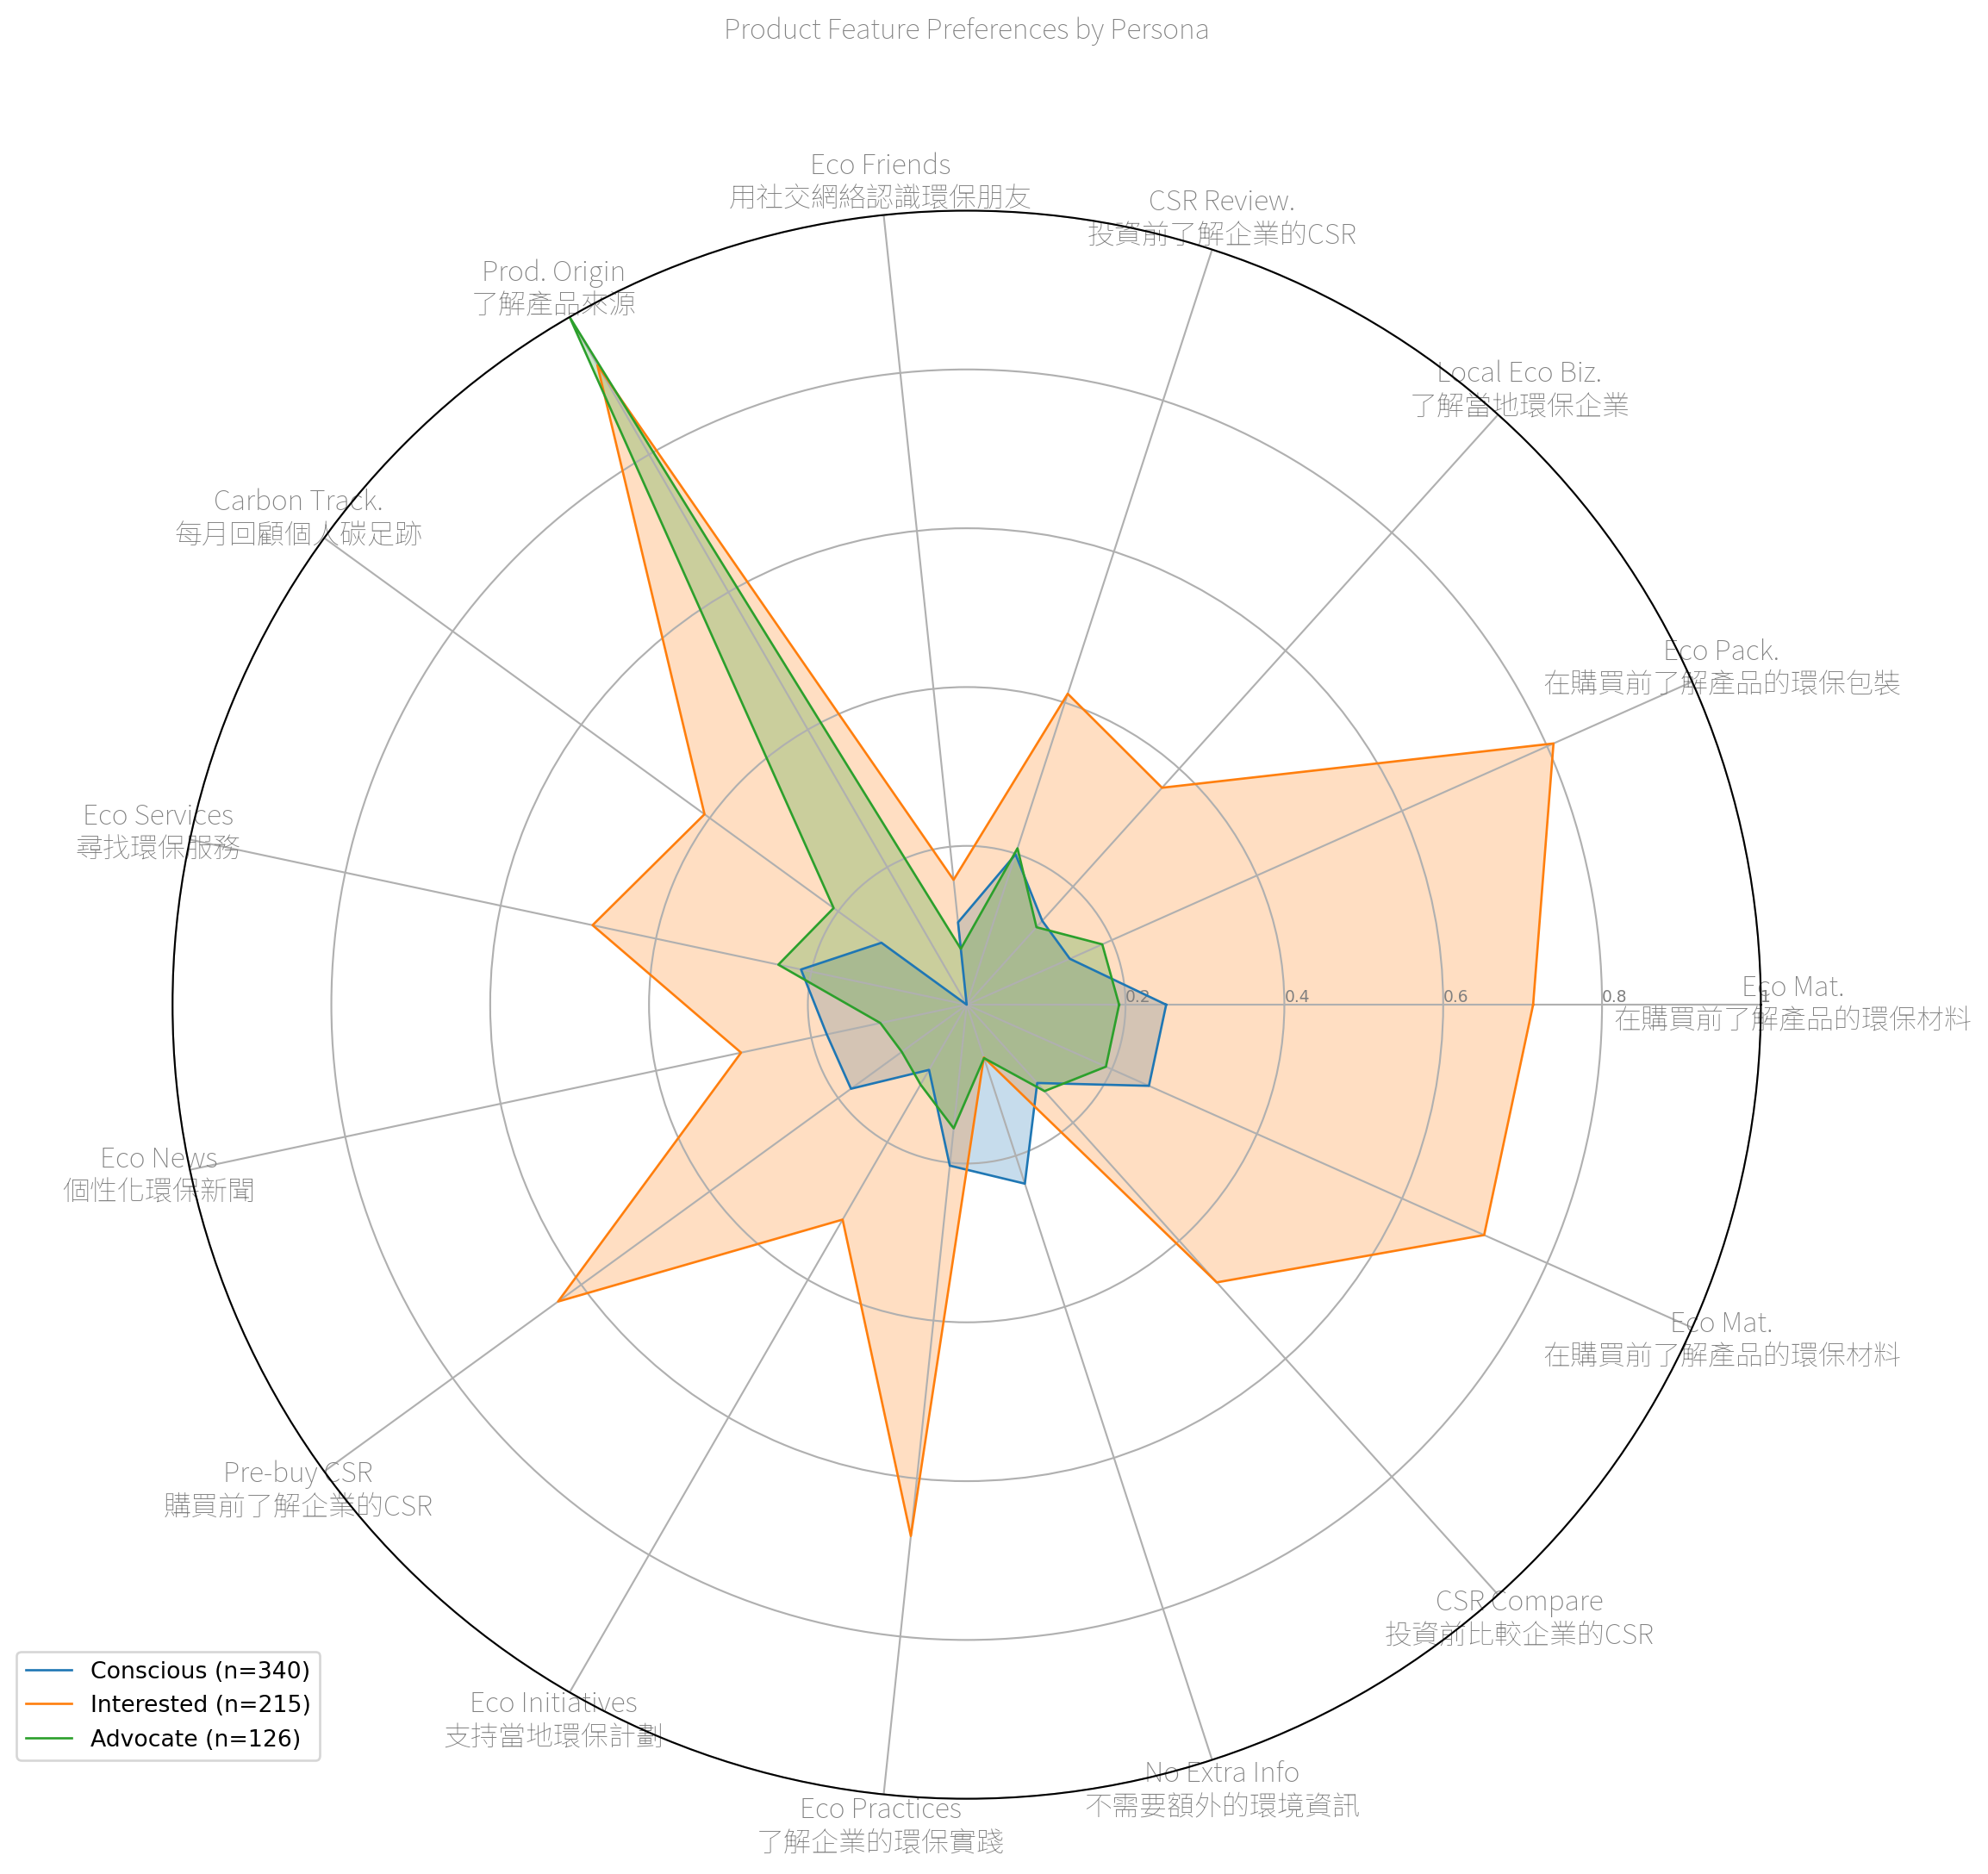 Product Feature Preferences by Persona
Eco Friends
用社交網絡認識環保朋友
CSR Review.
投資前了解企業的CSR
Prod. Origin
了解產品來源
Local Eco Biz.
了解當地環保企業
Carbon Track.
每月回顧個人碳足跡
Eco Pack.
在購買前了解產品的環保包裝
Eco Services
尋找環保服務
Eco Mat.
在購買前了解產品的環保材料
0.2
0.4
0.6
0.8
1
Eco News
個性化環保新聞
Eco Mat.
在購買前了解產品的環保材料
Pre-buy CSR
購買前了解企業的CSR
CSR Compare
投資前比較企業的CSR
Eco Initiatives
支持當地環保計劃
No Extra Info
不需要額外的環境資訊
Eco Practices
了解企業的環保實踐
Conscious (n=340)
Interested (n=215)
Advocate (n=126)